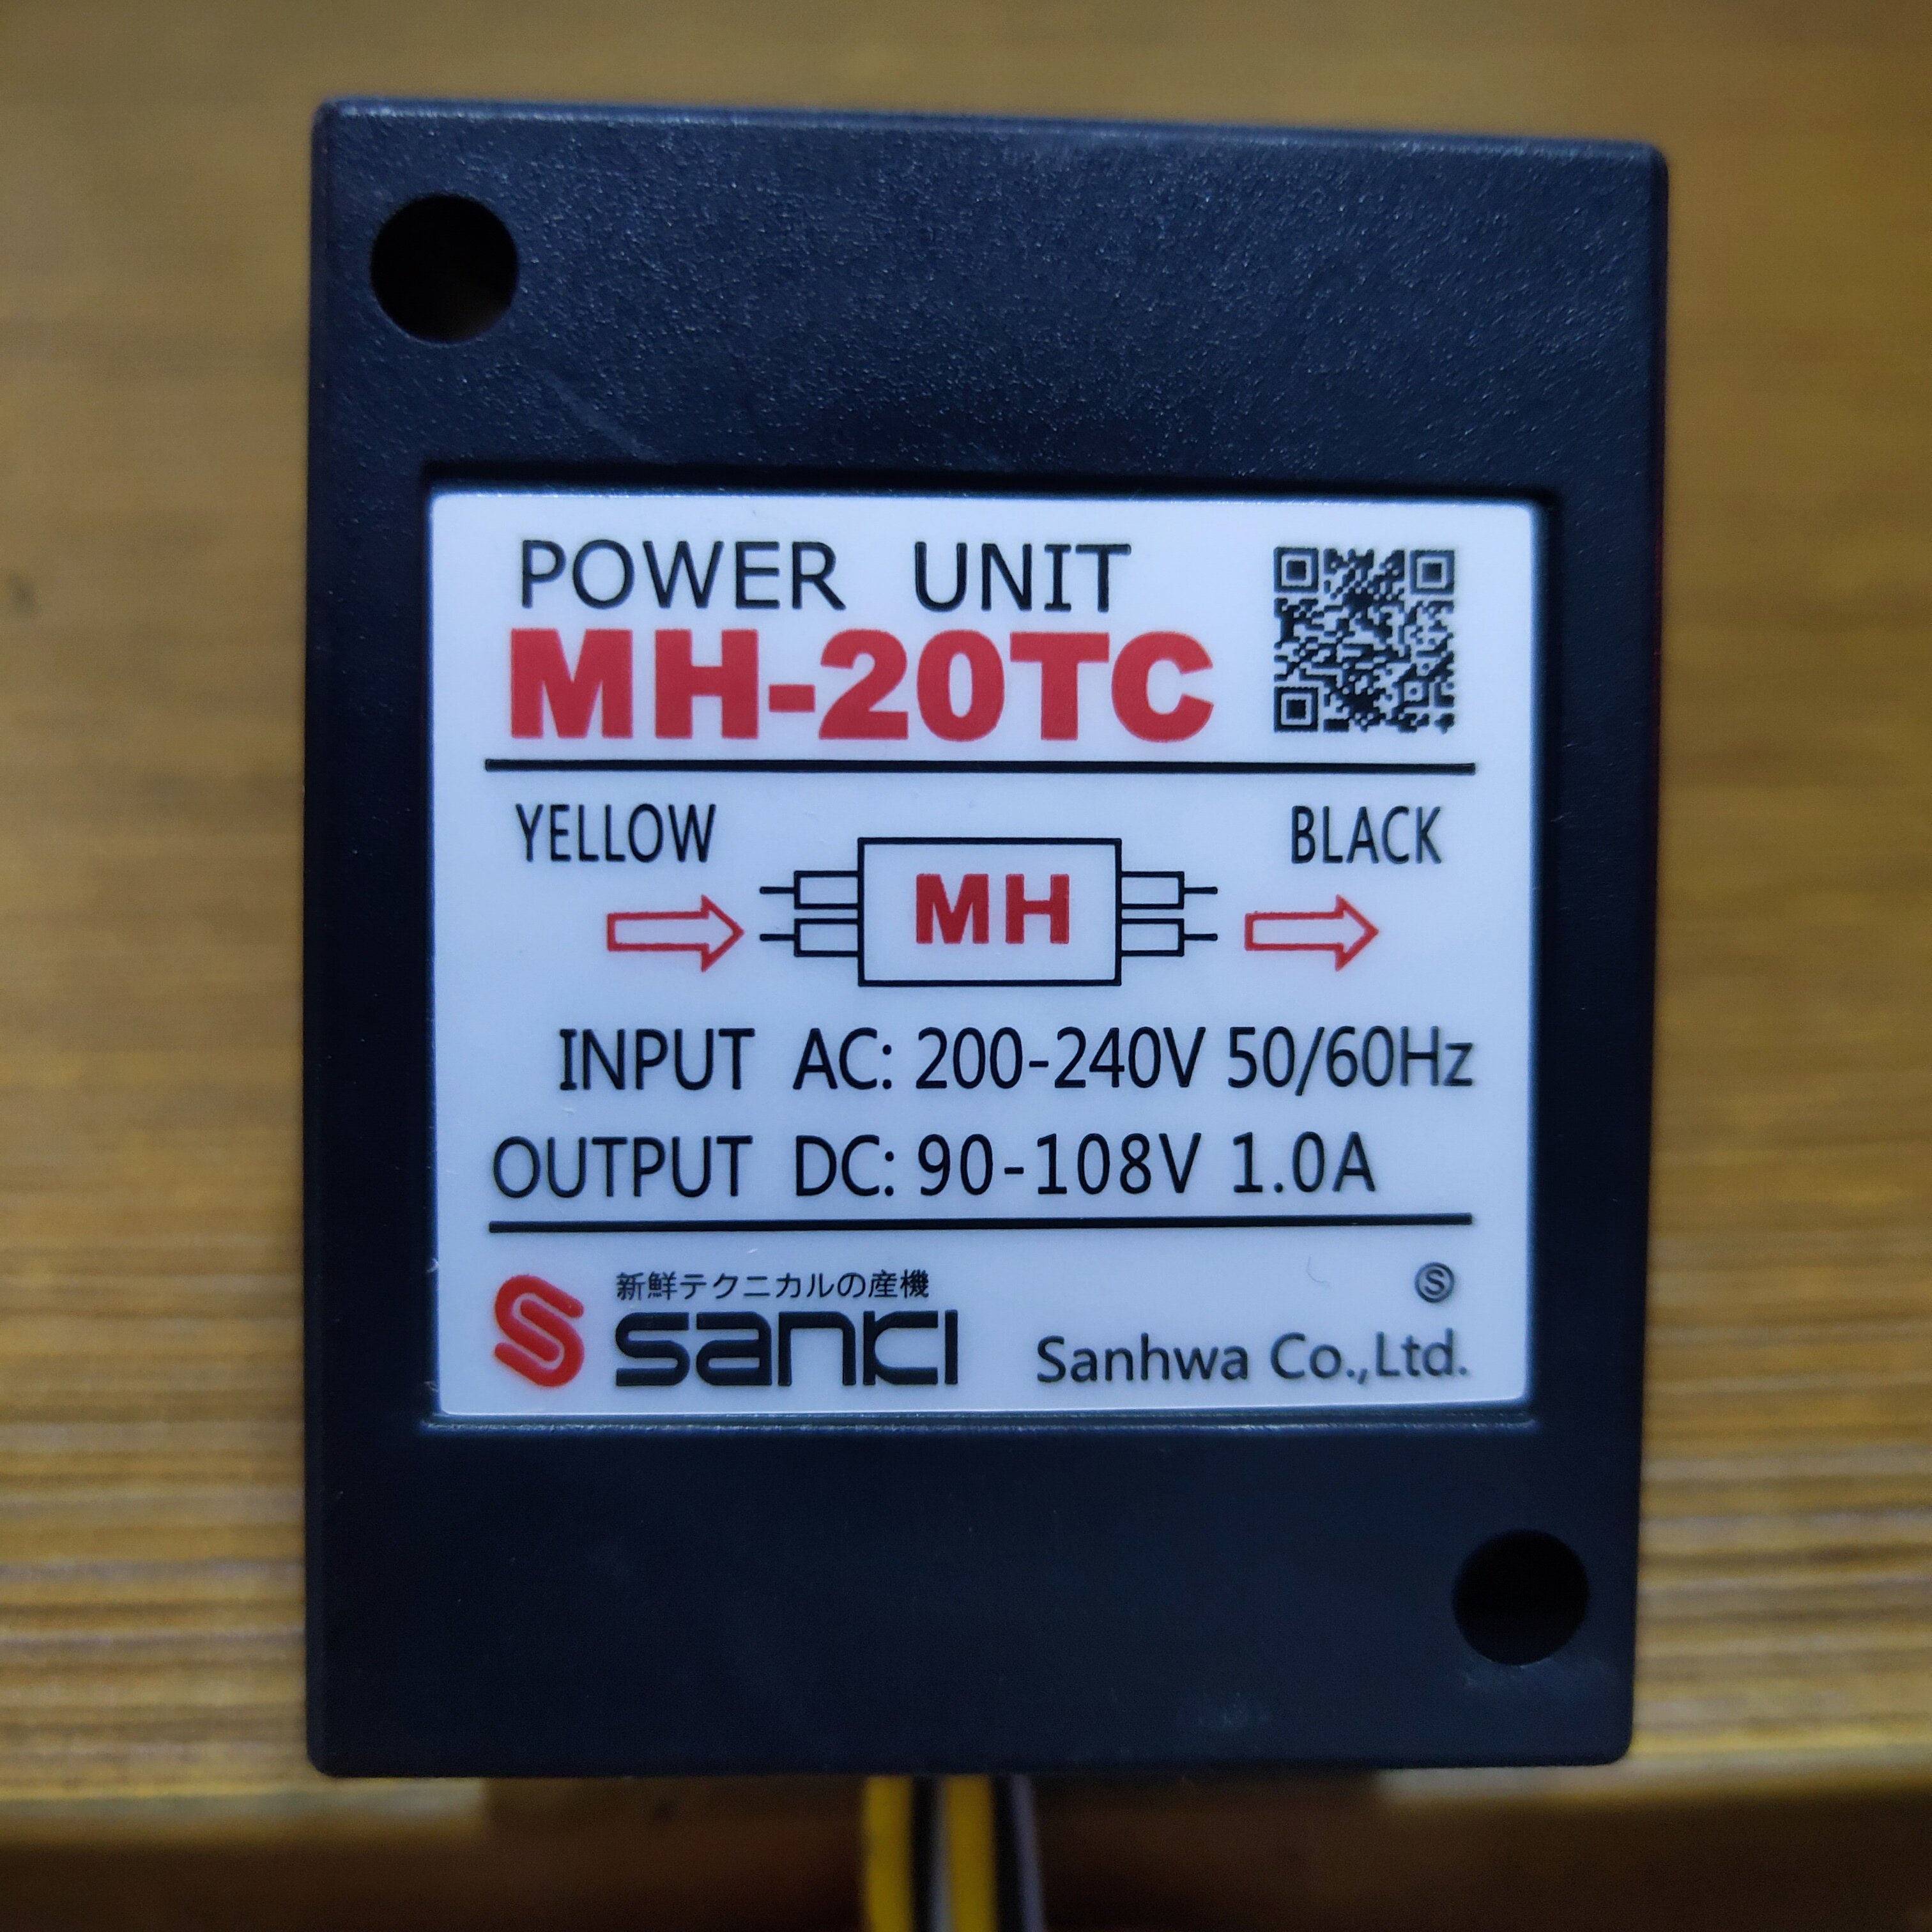 POWER UNIT
MH-20TC
YELLOW BLACK
MH
INPUT AC: 200-240V 50/60Hz
OUTPUT DC: 90-108V 1.0A
新鮮テクニカルの産機
sanki
Ⓢ
Sanhwa Co.,Ltd.